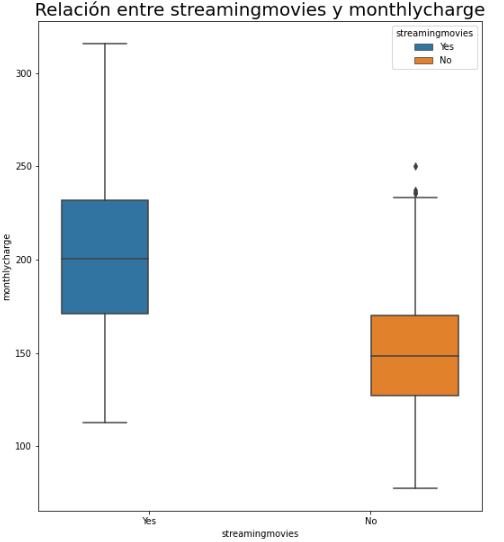 Relación entre streamingmovies y monthlycharge
streamingmovies
Yes
No
300
250
200
150
100
monthlycharge
Yes
No
streamingmovies